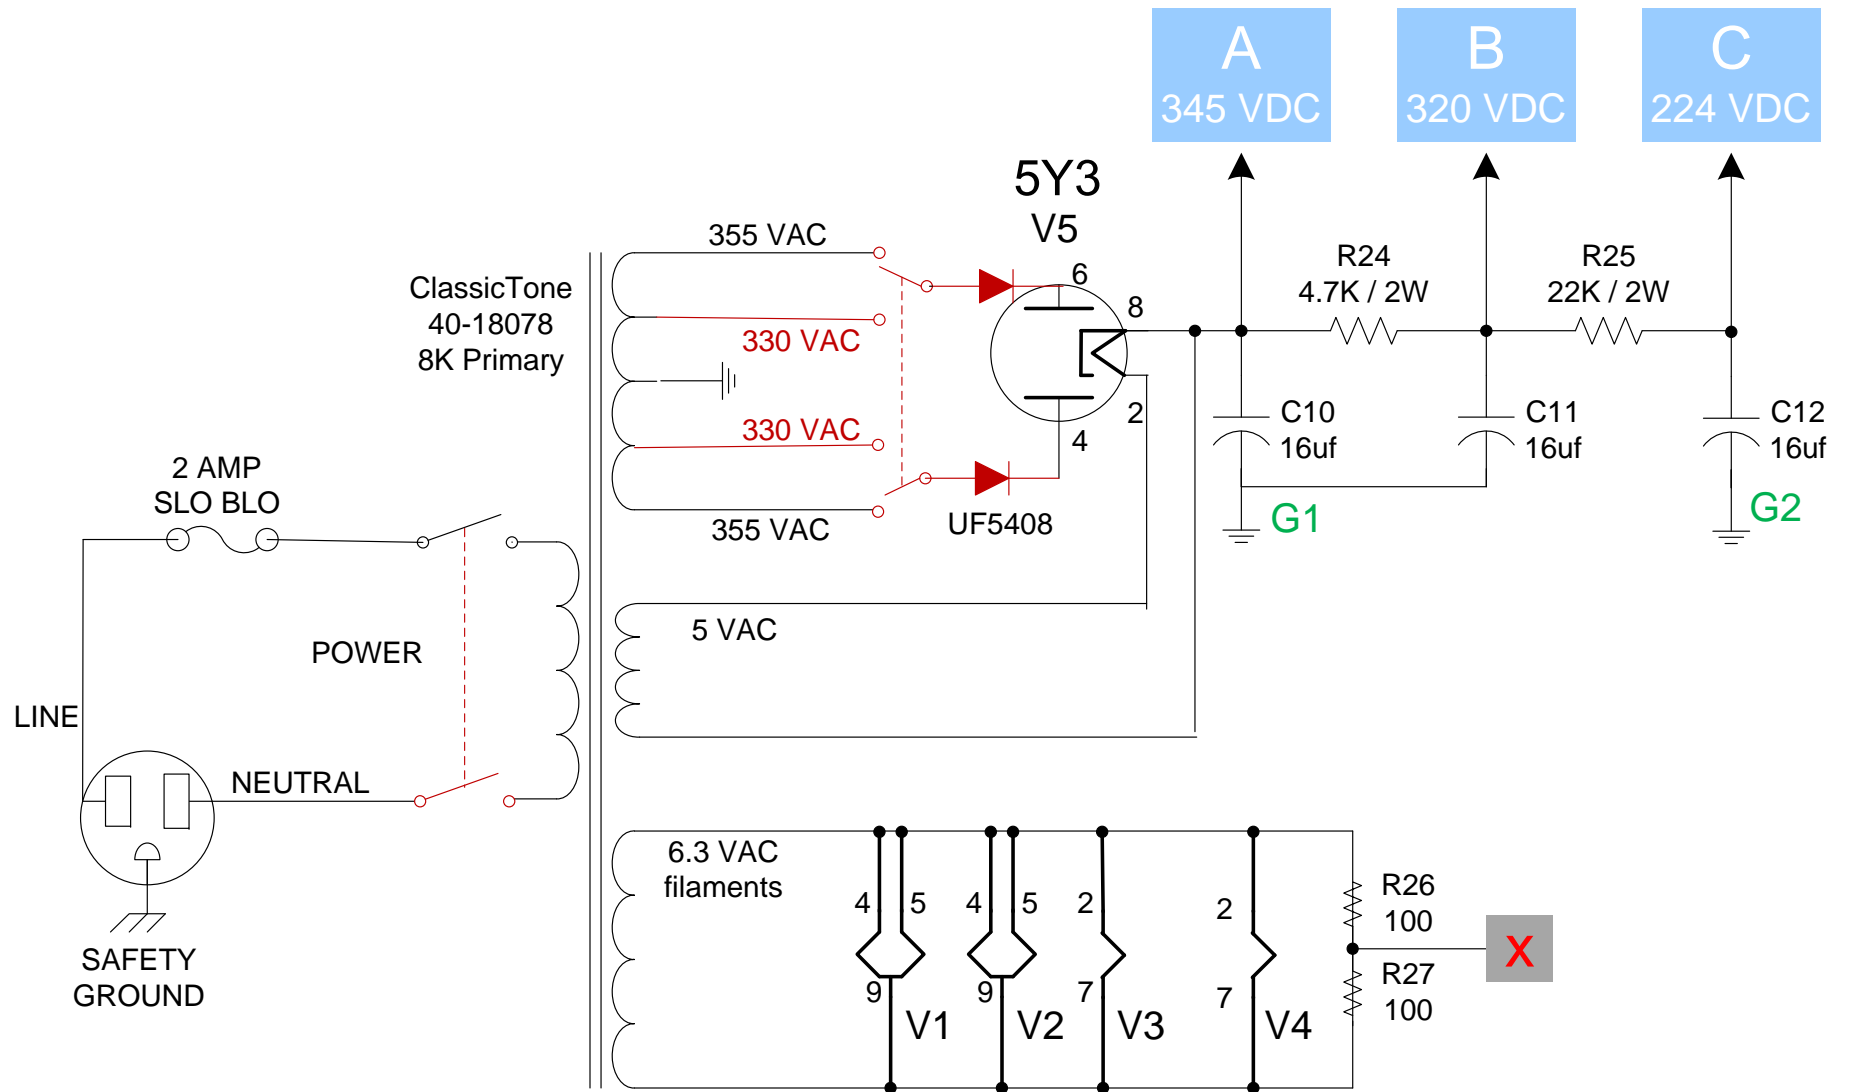 A
345 VDC
B
320 VDC
C
224 VDC
5Y3
V5
355 VAC
6
8
R24
4.7K / 2W
R25
22K / 2W
ClassicTone
40-18078
8K Primary
330 VAC
330 VAC
2
4
C10
16uf
C11
16uf
C12
16uf
2 AMP
SLO BLO
355 VAC
UF5408
G1
G2
5 VAC
POWER
LINE
NEUTRAL
6.3 VAC
filaments
4
5
4
5
2
2
R26
100
X
SAFETY
GROUND
9
9
7
7
R27
100
V1
V2
V3
V4